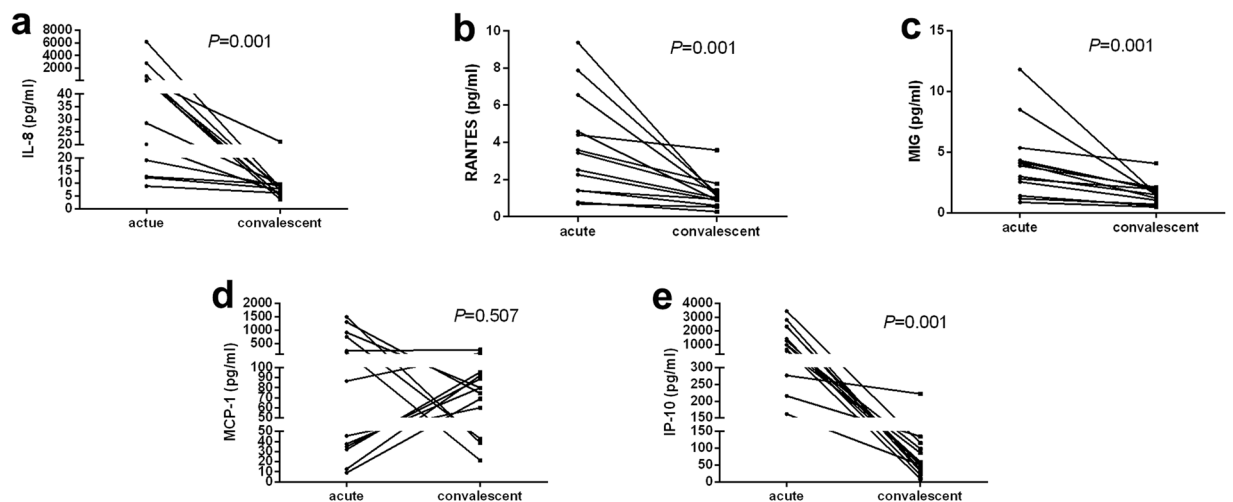 a
P=0.001
IL-8 (pg/ml)
8000
6000
4000
2000
40
35
30
25
20
20
15
10
5
0
actue
convalescent
b
P=0.001
RANTES (pg/ml)
10
8
6
4
2
0
acute
convalescent
c
P=0.001
MIG (pg/ml)
15
10
5
0
acute
convalescent
d
P=0.507
MCP-1 (pg/ml)
2000
1500
1000
500
100
90
80
70
60
50
50
40
30
20
10
0
acute
convalescent
e
P=0.001
IP-10 (pg/ml)
4000
3000
2000
1000
300
250
200
150
150
100
50
0
acute
convalescent